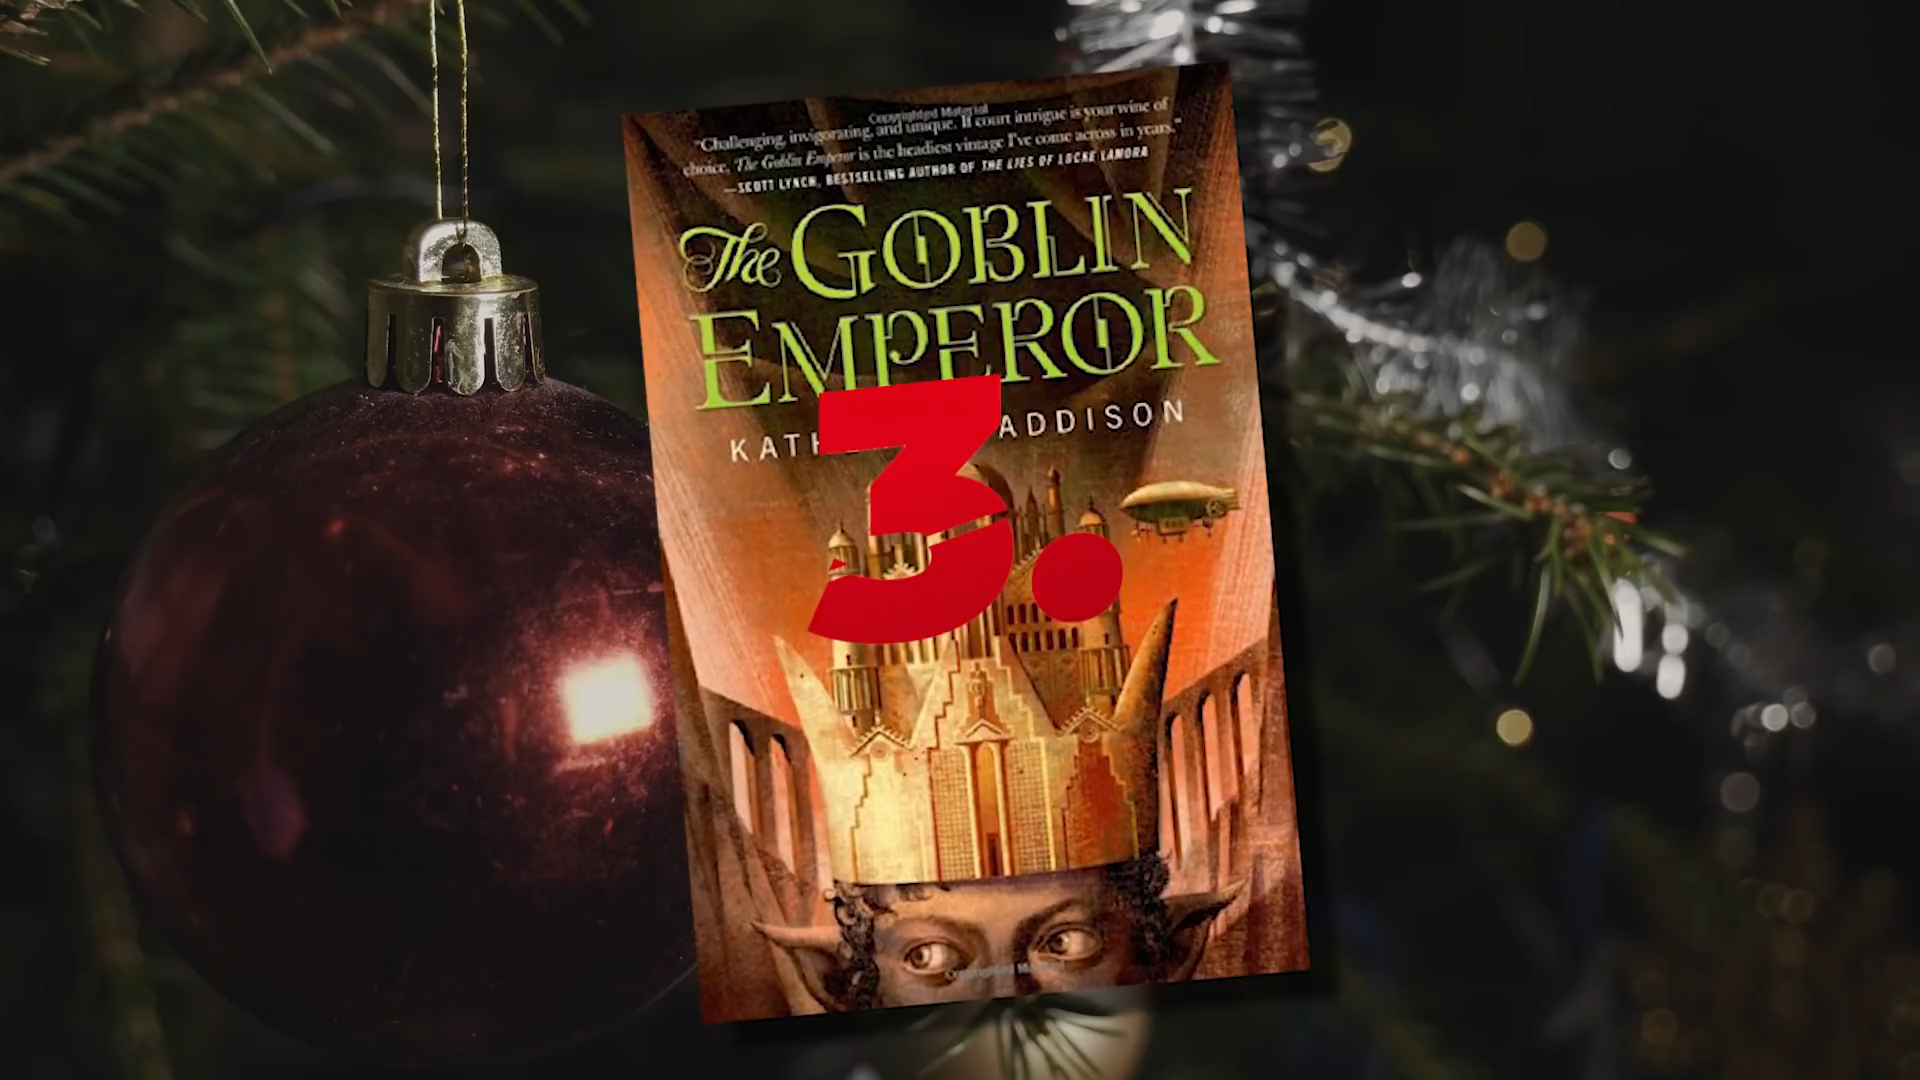 Copyrighted Material
"Challenging, invigorating, and unique. If court intrigue is your wine of
choice, The Goblin Emperor is the headiest vintage I've come across in years."
—SCOTT LYNCH, BESTSELLING AUTHOR OF THE LIES OF LOCKE LAMORA
The GOBLIN
EMPEROR
KATH ADDISON
3.